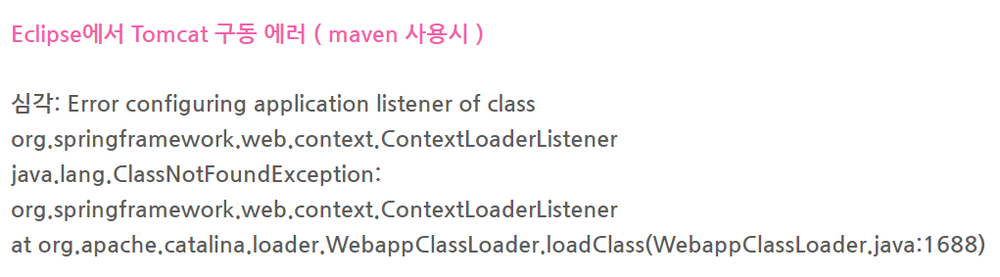 Eclipse에서 Tomcat 구동 에러 ( maven 사용시 )
심각: Error configuring application listener of class
org.springframework.web.context.ContextLoaderListener
java.lang.ClassNotFoundException:
org.springframework.web.context.ContextLoaderListener
at org.apache.catalina.loader.WebappClassLoader.loadClass(WebappClassLoader.java:1688)